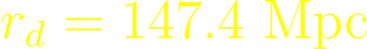 $r_d = 147.4$ Mpc